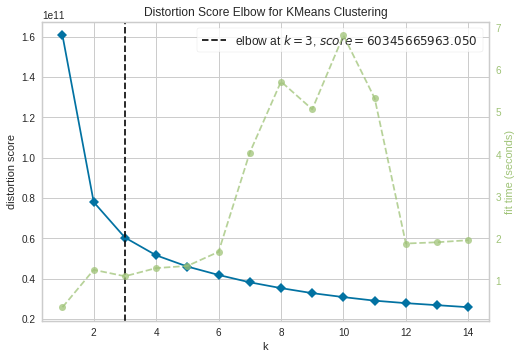 Distortion Score Elbow for KMeans Clustering
1e11
elbow at k = 3, score = 60345665963.050
1.6
1.4
1.2
1.0
0.8
0.6
0.4
0.2
distortion score
7
6
5
4
3
2
1
fit time (seconds)
2 4 6 8 10 12 14
k